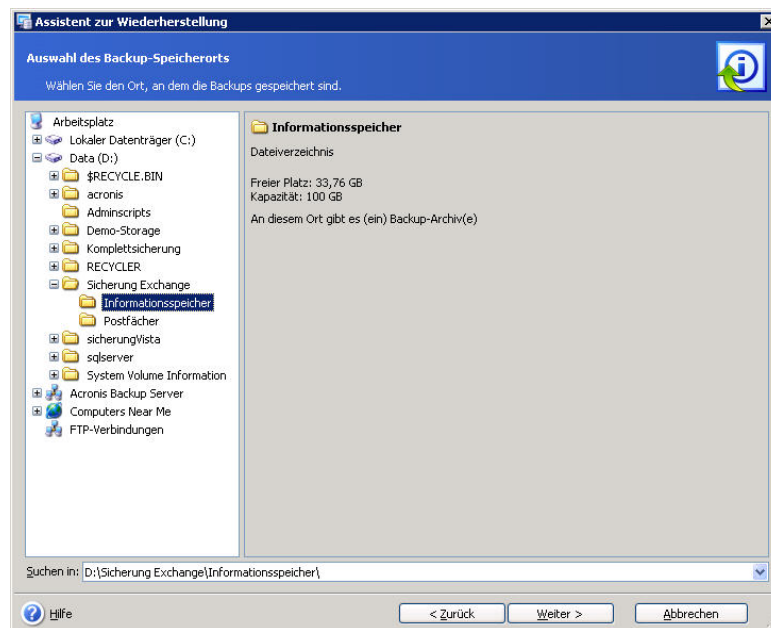 Assistent zur Wiederherstellung
Auswahl des Backup-Speicherorts
Wählen Sie den Ort, an dem die Backups gespeichert sind.
Arbeitsplatz
Lokaler Datenträger (C:)
Data (D:)
$RECYCLE.BIN
acronis
Adminscripts
Demo-Storage
Komplettsicherung
RECYCLER
Sicherung Exchange
Informationsspeicher
Postfächer
sicherungVista
sqlserver
System Volume Information
Acronis Backup Server
Computers Near Me
FTP-Verbindungen
Informationsspeicher
Dateiverzeichnis
Freier Platz: 33,76 GB
Kapazität: 100 GB
An diesem Ort gibt es (ein) Backup-Archiv(e)
Suchen in: D:\Sicherung Exchange\Informationsspeicher\
Hilfe
< Zurück
Weiter >
Abbrechen